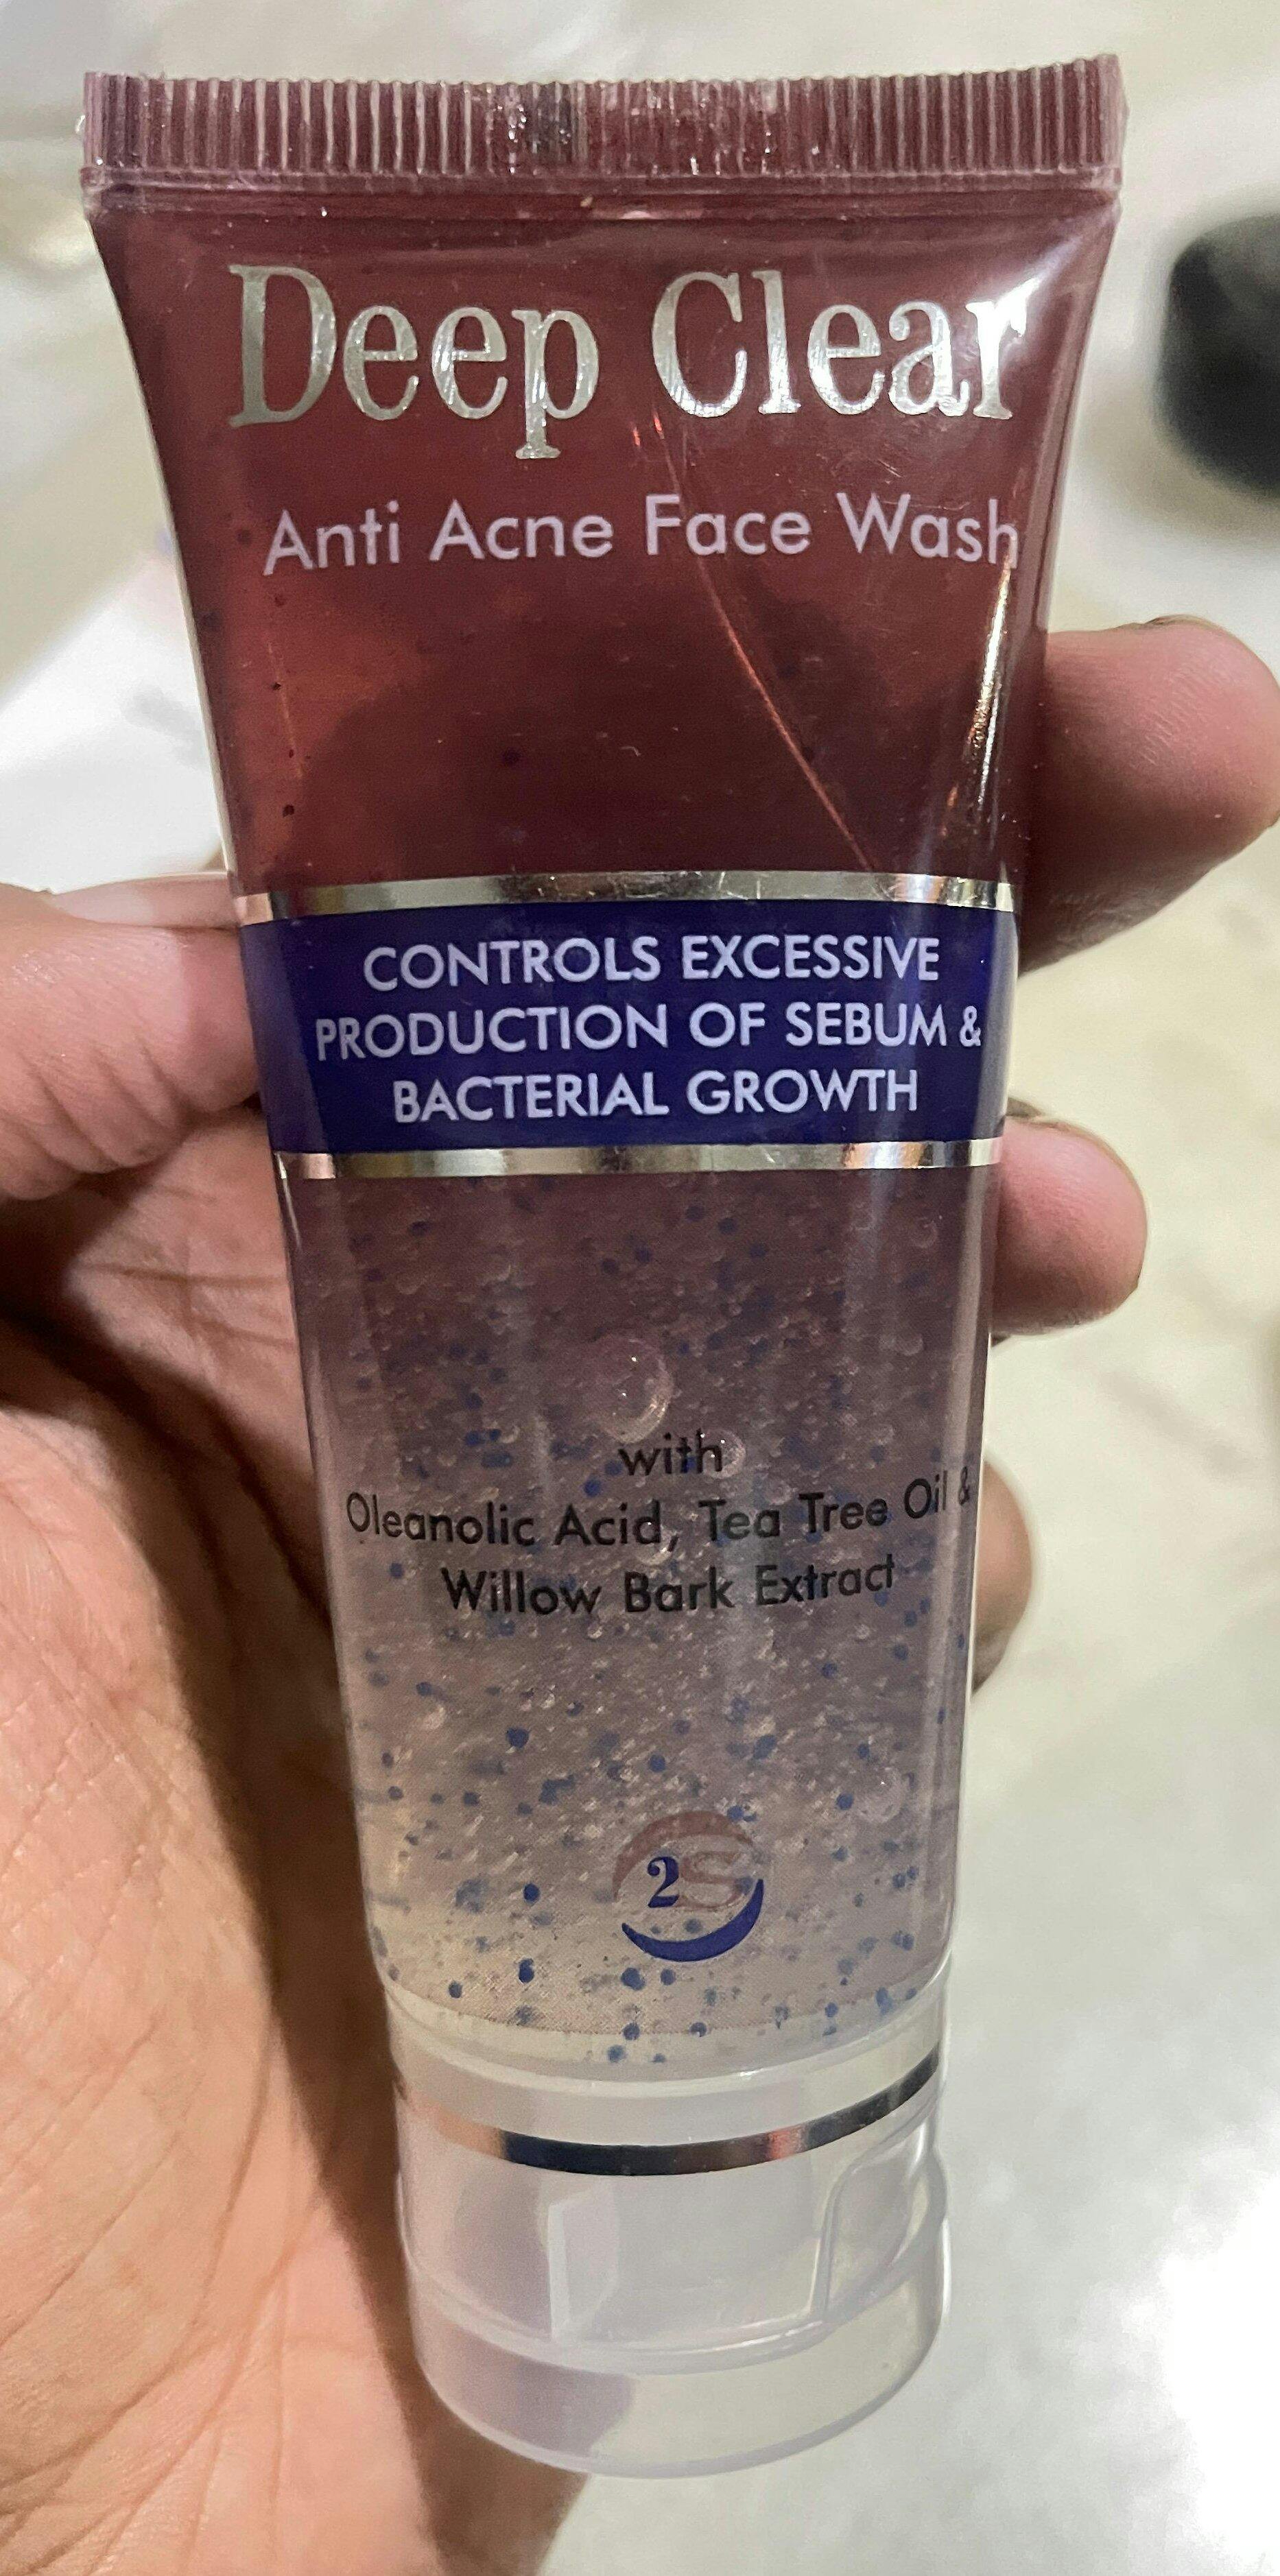 Deep Clear
Anti Acne Face Wash
CONTROLS EXCESSIVE
PRODUCTION OF SEBUM &
BACTERIAL GROWTH
with
Oleanolic Acid, Tea Tree Oil &
Willow Bark Extract
2S